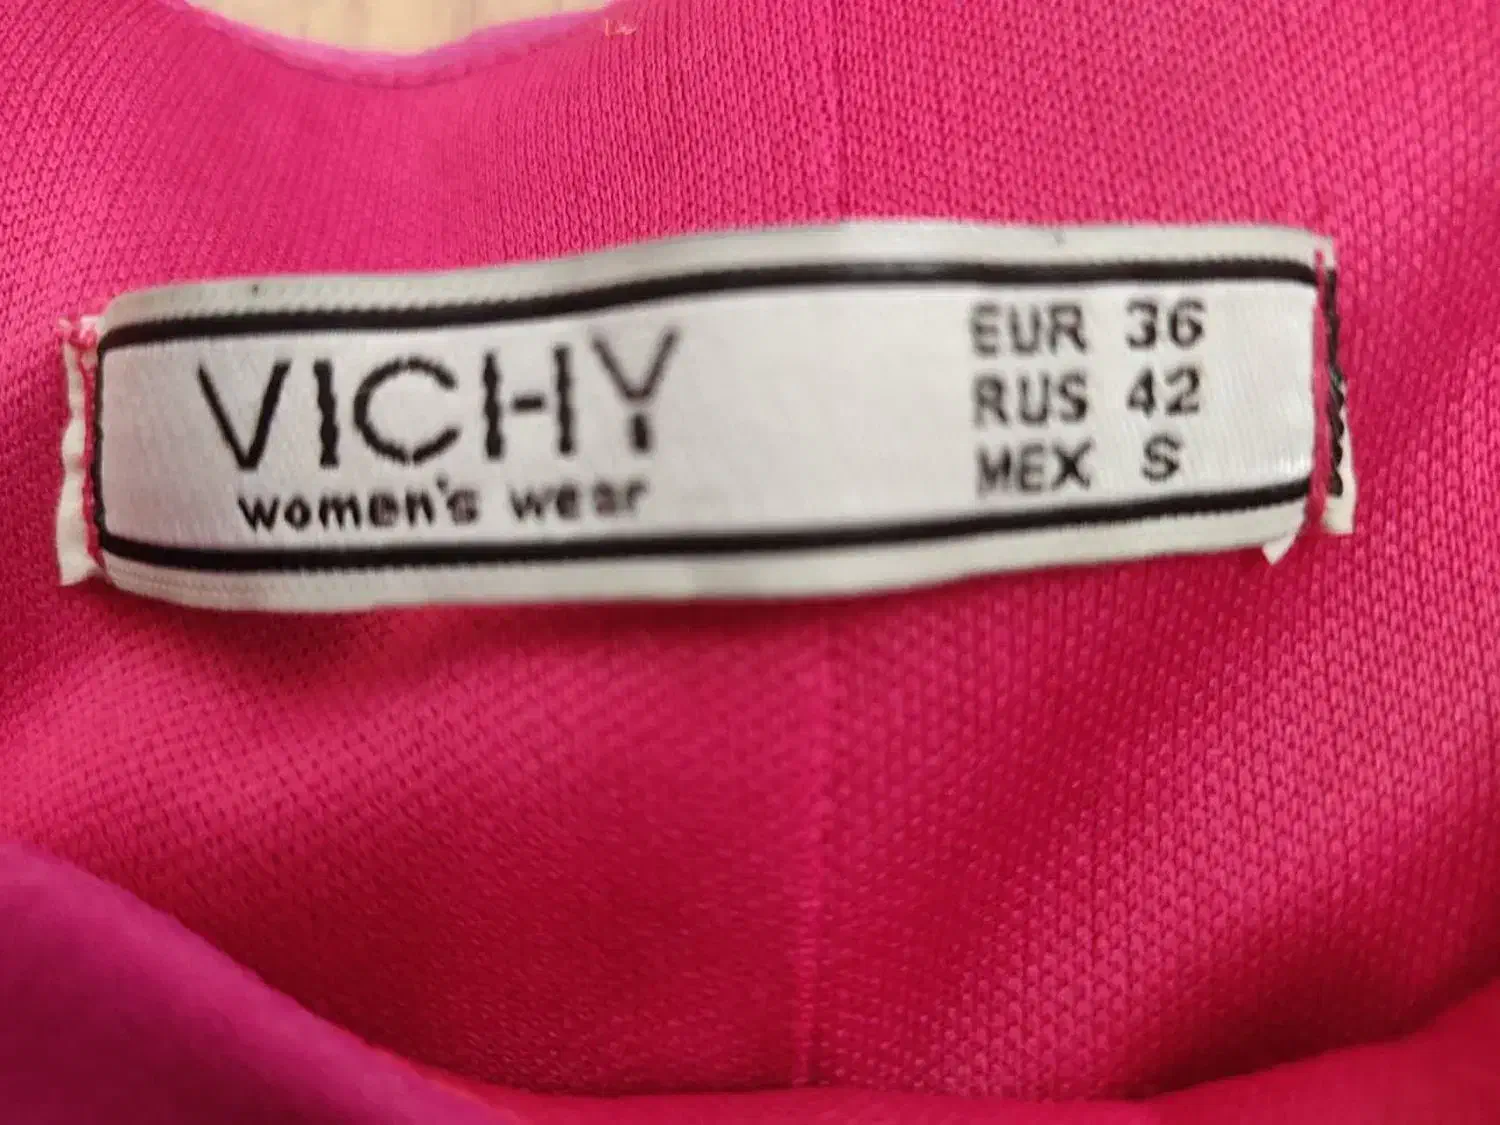 VICHY
women's wear
EUR 36
RUS 42
MEX S